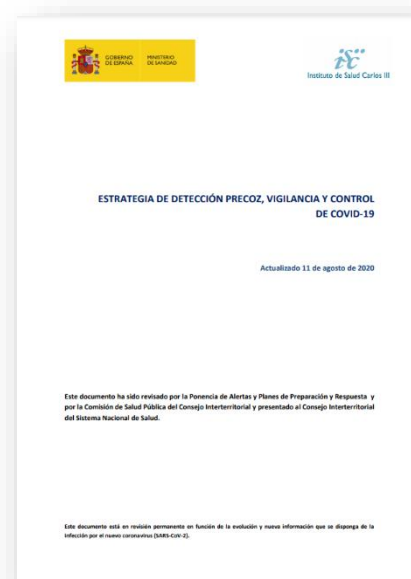 GOBIERNO
DE ESPAÑA
MINISTERIO
DE SANIDAD
Instituto de Salud Carlos III
ESTRATEGIA DE DETECCIÓN PRECOZ, VIGILANCIA Y CONTROL
DE COVID-19
Actualizado 11 de agosto de 2020
Este documento ha sido revisado por la Ponencia de Alertas y Planes de Preparación y Respuesta y
por la Comisión de Salud Pública del Consejo Interterritorial y presentado al Consejo Interterritorial
del Sistema Nacional de Salud.
Este documento está en revisión permanente en función de la evolución y nueva información que se disponga de la
infección por el nuevo coronavirus (SARS-CoV-2).